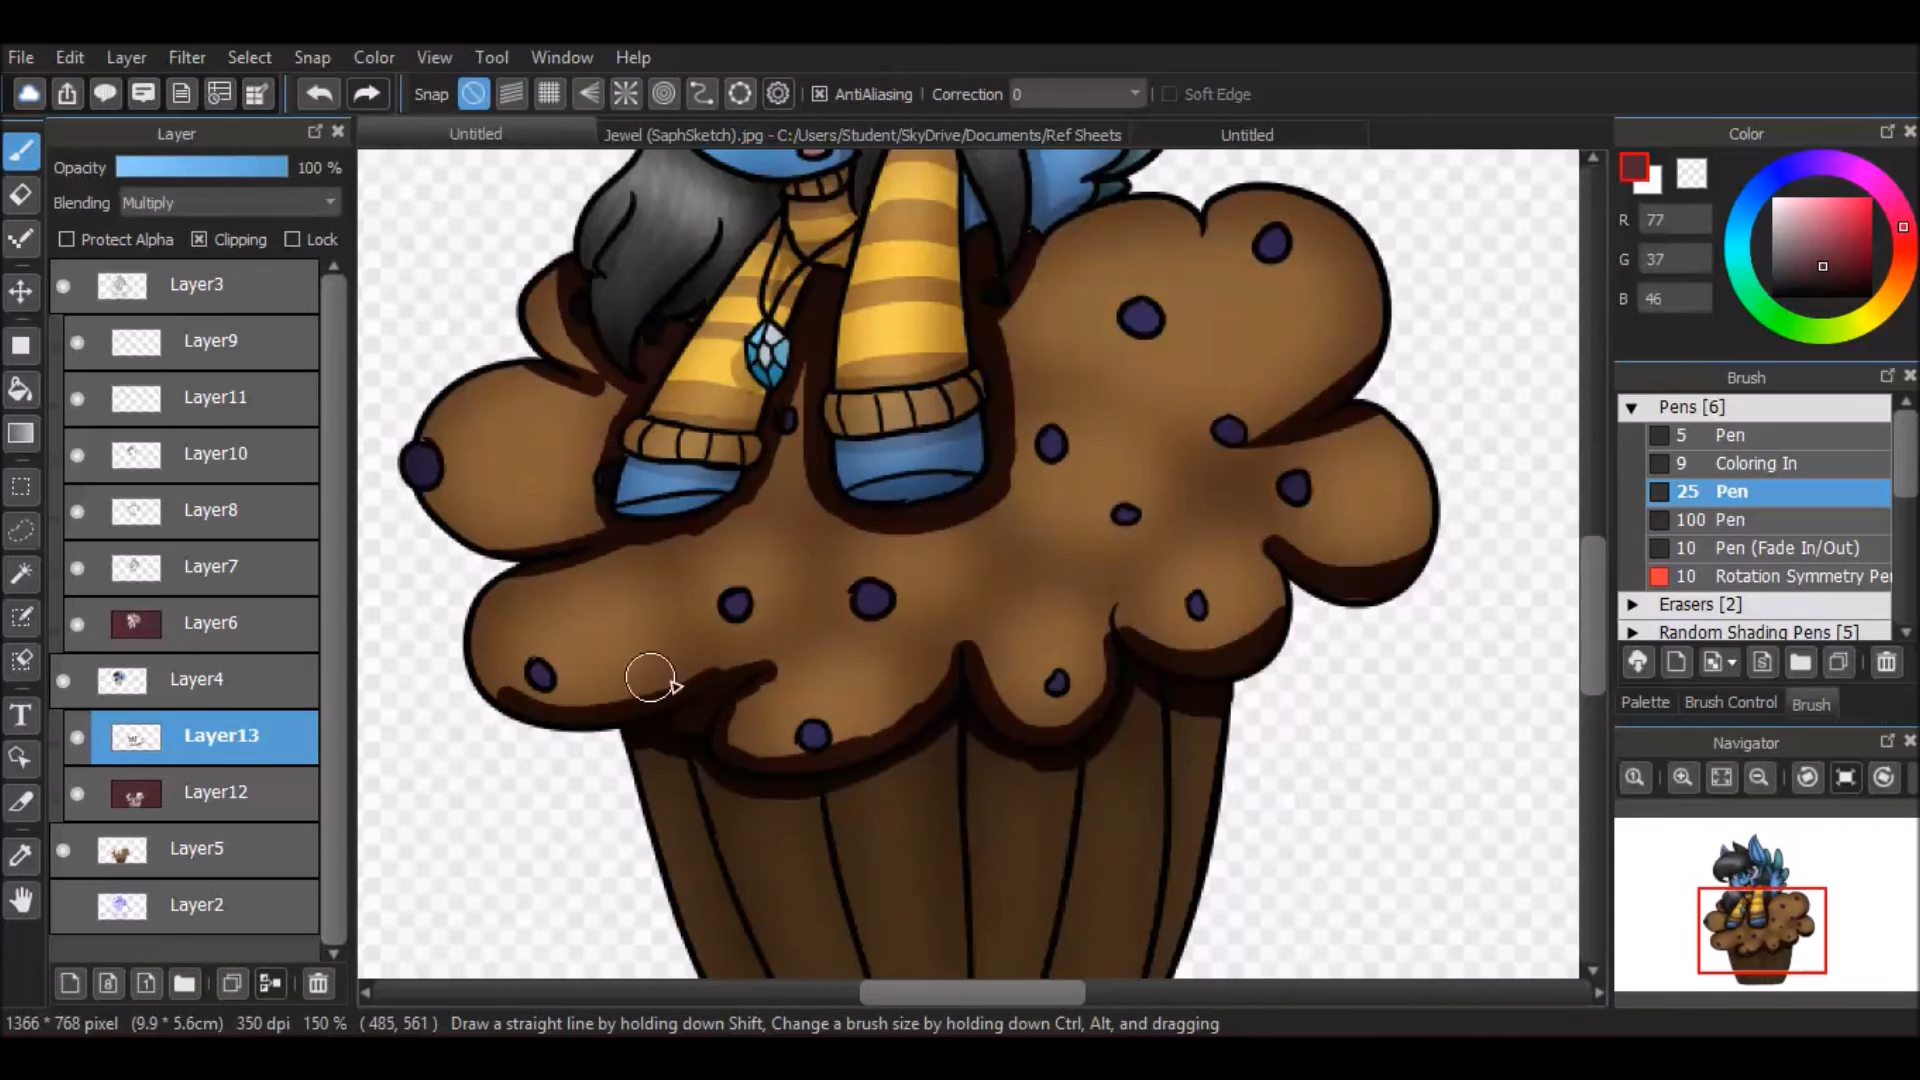 File Edit Layer Filter Select Snap Color View Tool Window Help
Snap AntiAliasing Correction 0 Soft Edge
Layer
Opacity 100 %
Blending Multiply
Protect Alpha Clipping Lock
Layer3
Layer9
Layer11
Layer10
Layer8
Layer7
Layer6
Layer4
Layer13
Layer12
Layer5
Layer2
Untitled Jewel (SaphSketch).jpg - C:/Users/Student/SkyDrive/Documents/Ref Sheets Untitled
Color
R 77
G 37
B 46
Brush
Pens [6]
5 Pen
9 Coloring In
25 Pen
100 Pen
10 Pen (Fade In/Out)
10 Rotation Symmetry Pe
Erasers [2]
Random Shading Pens [5]
Palette Brush Control Brush
Navigator
1366 * 768 pixel (9.9 * 5.6cm) 350 dpi 150 % ( 485, 561 ) Draw a straight line by holding down Shift, Change a brush size by holding down Ctrl, Alt, and dragging